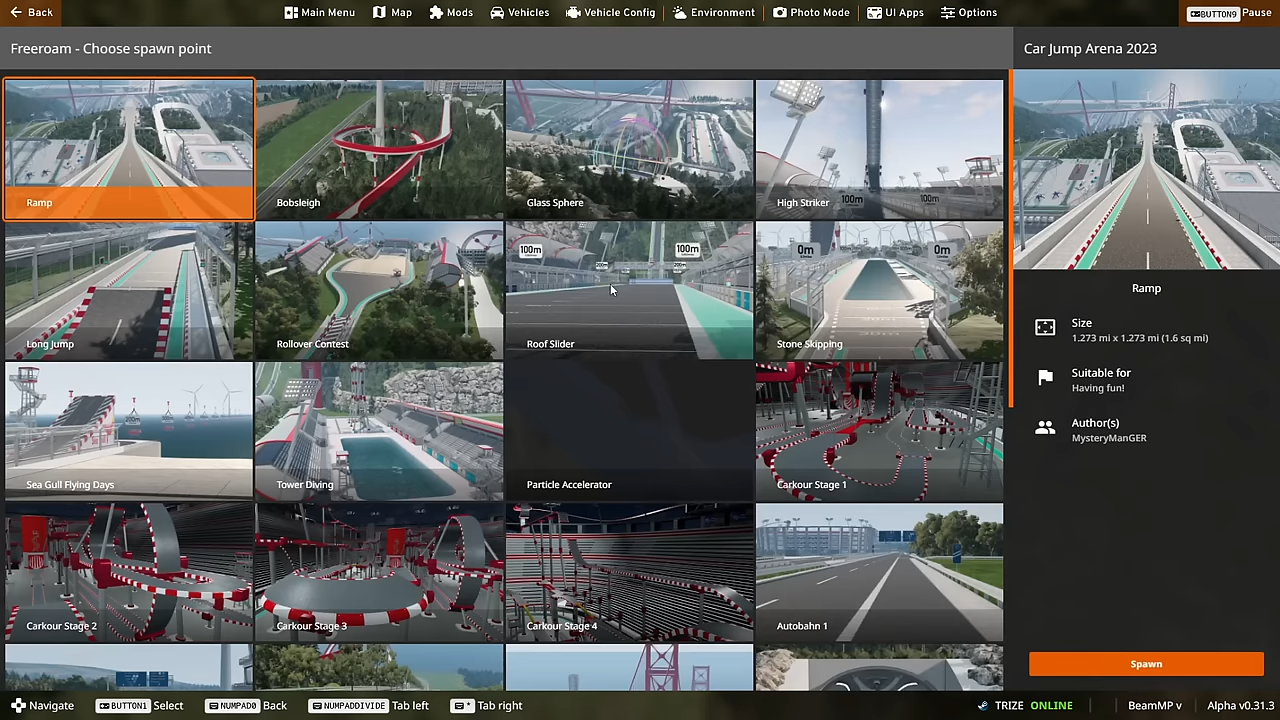 Back
Main Menu
Map
Mods
Vehicles
Vehicle Config
Environment
Photo Mode
UI Apps
Options
BUTTON9 Pause
Freeroam - Choose spawn point
Car Jump Arena 2023
Ramp
Bobsleigh
Glass Sphere
100m
100m
High Striker
Long Jump
Rollover Contest
100m
100m
Roof Slider
0m
0m
Stone Skipping
Sea Gull Flying Days
Tower Diving
Particle Accelerator
Carkour Stage 1
Carkour Stage 2
Carkour Stage 3
Carkour Stage 4
Autobahn 1
Ramp
Size
1.273 mi x 1.273 mi (1.6 sq mi)
Suitable for
Having fun!
Author(s)
MysteryManGER
Spawn
Navigate
BUTTON1 Select
NUMPAD0 Back
NUMPADDIVIDE Tab left
* Tab right
TRIZE ONLINE
BeamMP v
Alpha v0.31.3